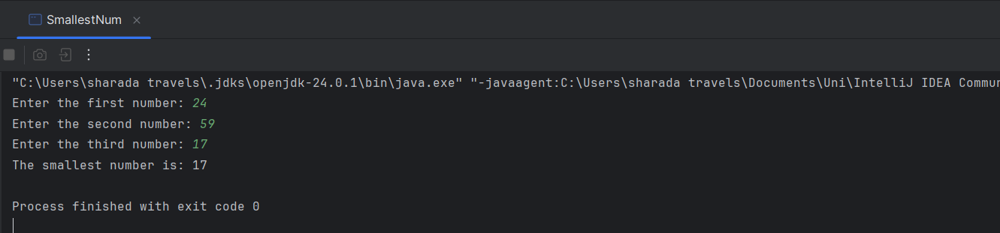 SmallestNum
"C:\Users\sharada travels\.jdks\openjdk-24.0.1\bin\java.exe" "-javaagent:C:\Users\sharada travels\Documents\Uni\IntelliJ IDEA Commun
Enter the first number: 24
Enter the second number: 59
Enter the third number: 17
The smallest number is: 17
Process finished with exit code 0